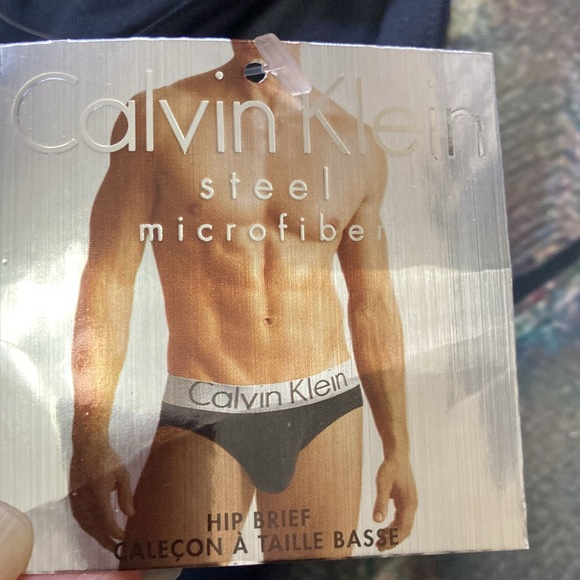 Calvin Klein
steel
microfiber
Calvin Klein
HIP BRIEF
CALEÇON À TAILLE BASSE